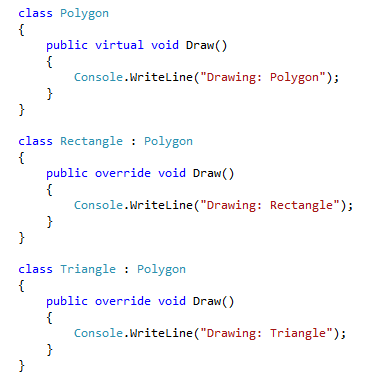 class Polygon
{
    public virtual void Draw()
    {
        Console.WriteLine("Drawing: Polygon");
    }
}
class Rectangle : Polygon
{
    public override void Draw()
    {
        Console.WriteLine("Drawing: Rectangle");
    }
}
class Triangle : Polygon
{
    public override void Draw()
    {
        Console.WriteLine("Drawing: Triangle");
    }
}